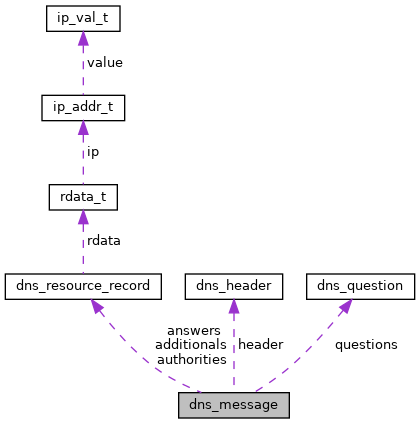 ip_val_t
value
ip_addr_t
ip
rdata_t
rdata
dns_resource_record
dns_header
dns_question
answers
additionals
authorities
header
questions
dns_message